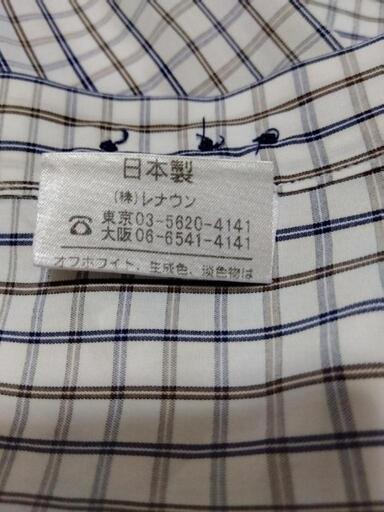 日本製
(株)レナウン
☎東京03-5620-4141
大阪06-6541-4141
オフホワイト、生成色、淡色物は